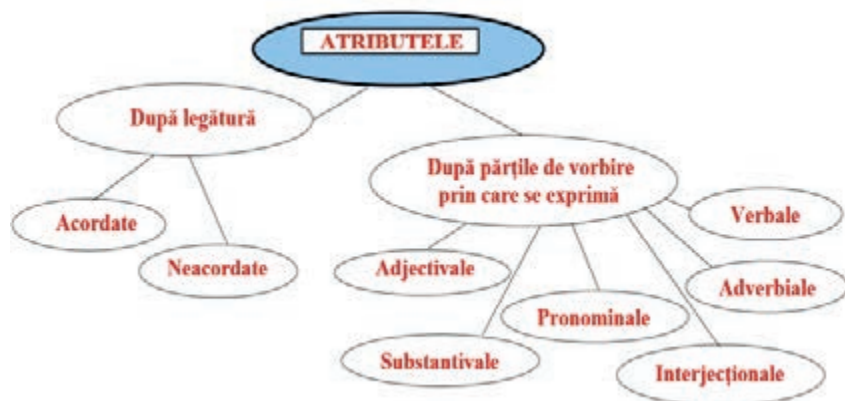 ATRIBUTELE
După legătură
După părțile de vorbire
prin care se exprimă
Acordate
Neacordate
Adjectivale
Substantivale
Pronominale
Interjecționale
Adverbiale
Verbale